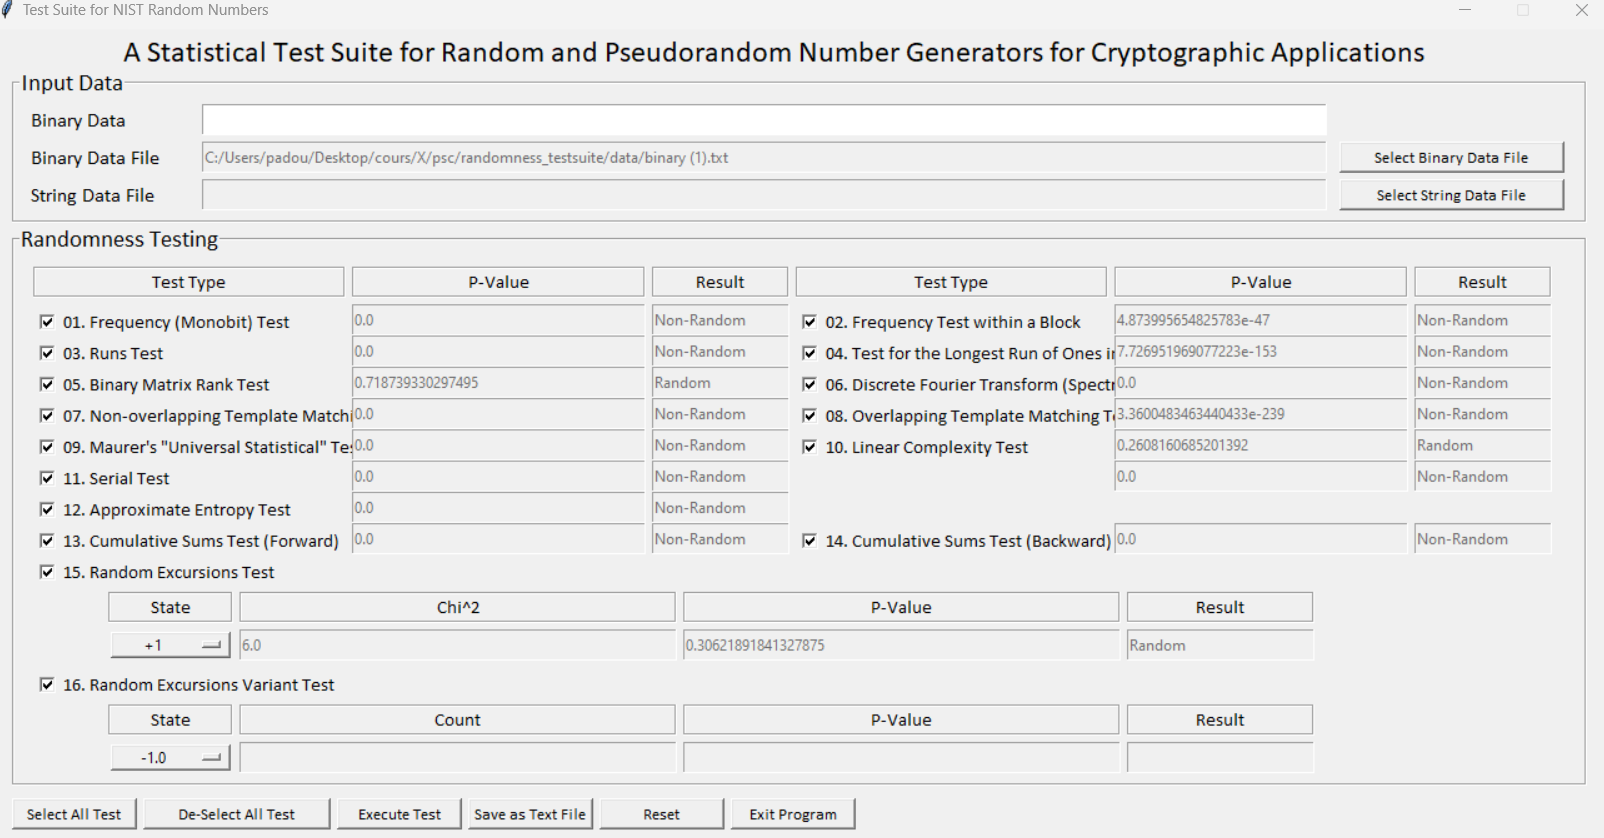 Test Suite for NIST Random Numbers
A Statistical Test Suite for Random and Pseudorandom Number Generators for Cryptographic Applications
Input Data
Binary Data
Binary Data File C:/Users/padou/Desktop/cours/X/psc/randomness_testsuite/data/binary (1).txt Select Binary Data File
String Data File Select String Data File
Randomness Testing
Test Type P-Value Result Test Type P-Value Result
01. Frequency (Monobit) Test 0.0 Non-Random 02. Frequency Test within a Block 4.873995654825783e-47 Non-Random
03. Runs Test 0.0 Non-Random 04. Test for the Longest Run of Ones i 7.726951969077223e-153 Non-Random
05. Binary Matrix Rank Test 0.718739330297495 Random 06. Discrete Fourier Transform (Spect 0.0 Non-Random
07. Non-overlapping Template Matchi 0.0 Non-Random 08. Overlapping Template Matching T 3.3600483463440433e-239 Non-Random
09. Maurer's "Universal Statistical" Te 0.0 Non-Random 10. Linear Complexity Test 0.2608160685201392 Random
11. Serial Test 0.0 Non-Random 0.0 Non-Random
12. Approximate Entropy Test 0.0 Non-Random
13. Cumulative Sums Test (Forward) 0.0 Non-Random 14. Cumulative Sums Test (Backward) 0.0 Non-Random
15. Random Excursions Test
State Chi^2 P-Value Result
+1 6.0 0.30621891841327875 Random
16. Random Excursions Variant Test
State Count P-Value Result
-1.0
Select All Test De-Select All Test Execute Test Save as Text File Reset Exit Program